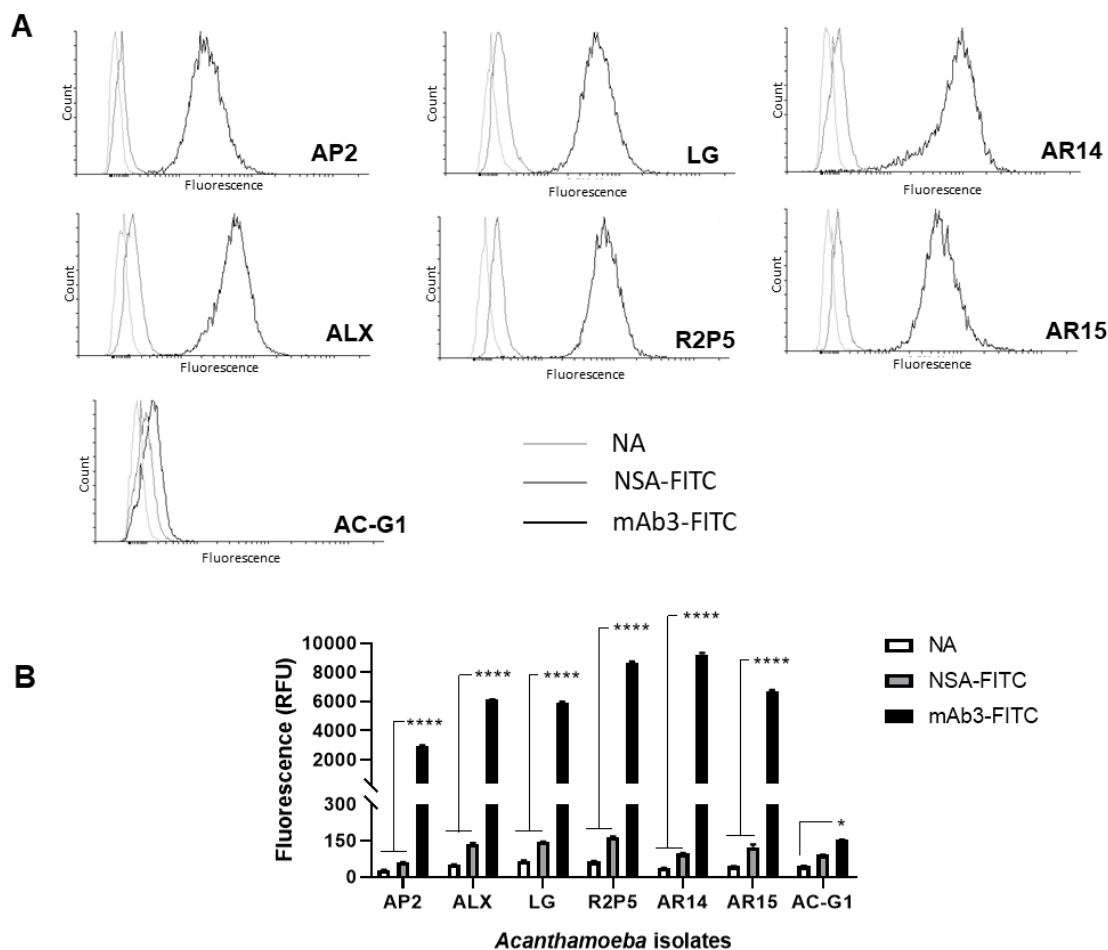 A
Count
Fluorescence
AP2
Count
Fluorescence
LG
Count
Fluorescence
AR14
Count
Fluorescence
ALX
Count
Fluorescence
R2P5
Count
Fluorescence
AR15
Count
Fluorescence
AC-G1
NA
NSA-FITC
mAb3-FITC
B
Fluorescence (RFU)
10000
8000
6000
4000
2000
300
150
0
****
****
****
****
****
****
*
AP2 ALX LG R2P5 AR14 AR15 AC-G1
Acanthamoeba isolates
NA
NSA-FITC
mAb3-FITC